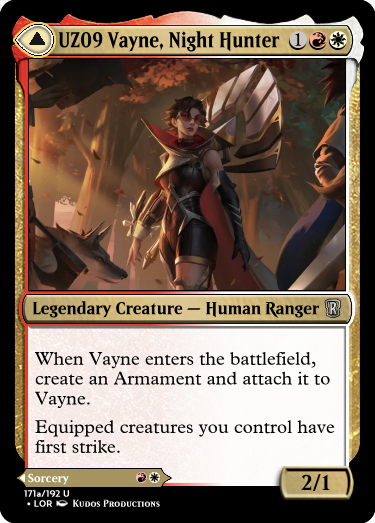 UZ09 Vayne, Night Hunter 1
Legendary Creature — Human Ranger R
When Vayne enters the battlefield,
create an Armament and attach it to
Vayne.
Equipped creatures you control have
first strike.
Sorcery
2/1
171a/192 U
• LOR Kudos Productions